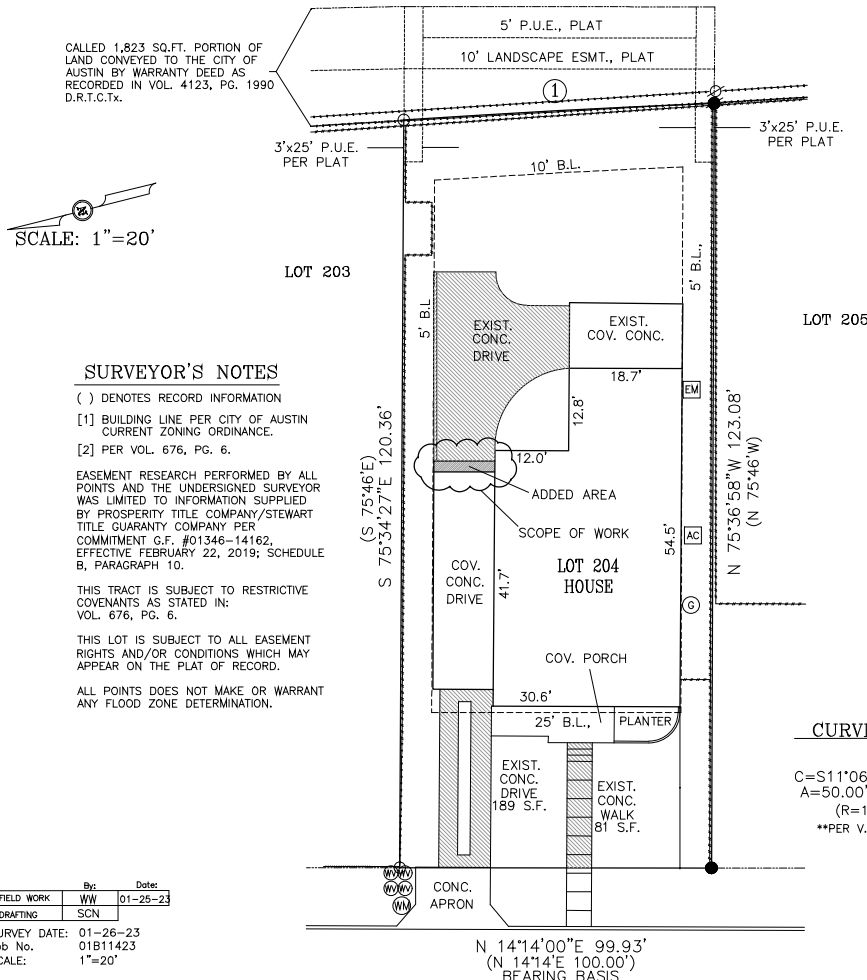 5' P.U.E., PLAT
10' LANDSCAPE ESMT., PLAT
CALLED 1,823 SQ.FT. PORTION OF
LAND CONVEYED TO THE CITY OF
AUSTIN BY WARRANTY DEED AS
RECORDED IN VOL. 4123, PG. 1990
D.R.T.C.Tx.
1
3'x25' P.U.E.
PER PLAT
3'x25' P.U.E.
PER PLAT
10' B.L.
SCALE: 1"=20'
LOT 203
5' B.L.,
5' B.L
LOT 205
EXIST.
CONC.
DRIVE
EXIST.
COV. CONC.
18.7'
12.8'
EM
12.0'
SURVEYOR'S NOTES
( ) DENOTES RECORD INFORMATION
[1] BUILDING LINE PER CITY OF AUSTIN
CURRENT ZONING ORDINANCE.
[2] PER VOL. 676, PG. 6.
EASEMENT RESEARCH PERFORMED BY ALL
POINTS AND THE UNDERSIGNED SURVEYOR
WAS LIMITED TO INFORMATION SUPPLIED
BY PROSPERITY TITLE COMPANY/STEWART
TITLE GUARANTY COMPANY PER
COMMITMENT G.F. #01346-14162,
EFFECTIVE FEBRUARY 22, 2019; SCHEDULE
B, PARAGRAPH 10.
THIS TRACT IS SUBJECT TO RESTRICTIVE
COVENANTS AS STATED IN:
VOL. 676, PG. 6.
THIS LOT IS SUBJECT TO ALL EASEMENT
RIGHTS AND/OR CONDITIONS WHICH MAY
APPEAR ON THE PLAT OF RECORD.
ALL POINTS DOES NOT MAKE OR WARRANT
ANY FLOOD ZONE DETERMINATION.
(S 75°46'E)
S 75°34'27"E 120.36'
N 75°36'58"W 123.08'
(N 75°46'W)
ADDED AREA
SCOPE OF WORK
AC
54.5'
LOT 204
HOUSE
COV.
CONC.
DRIVE
41.7'
G
COV. PORCH
30.6'
25' B.L.,
PLANTER
EXIST.
CONC.
DRIVE
189 S.F.
EXIST.
CONC.
WALK
81 S.F.
CURVE
C=S11°06
A=50.00'
(R=1
**PER V.
WV WV
WV WV
WM
CONC.
APRON
By: Date:
FIELD WORK WW 01-25-23
DRAFTING SCN
SURVEY DATE: 01-26-23
Job No. 01B11423
SCALE: 1"=20'
N 14°14'00"E 99.93'
(N 14°14'E 100.00')
BEARING BASIS